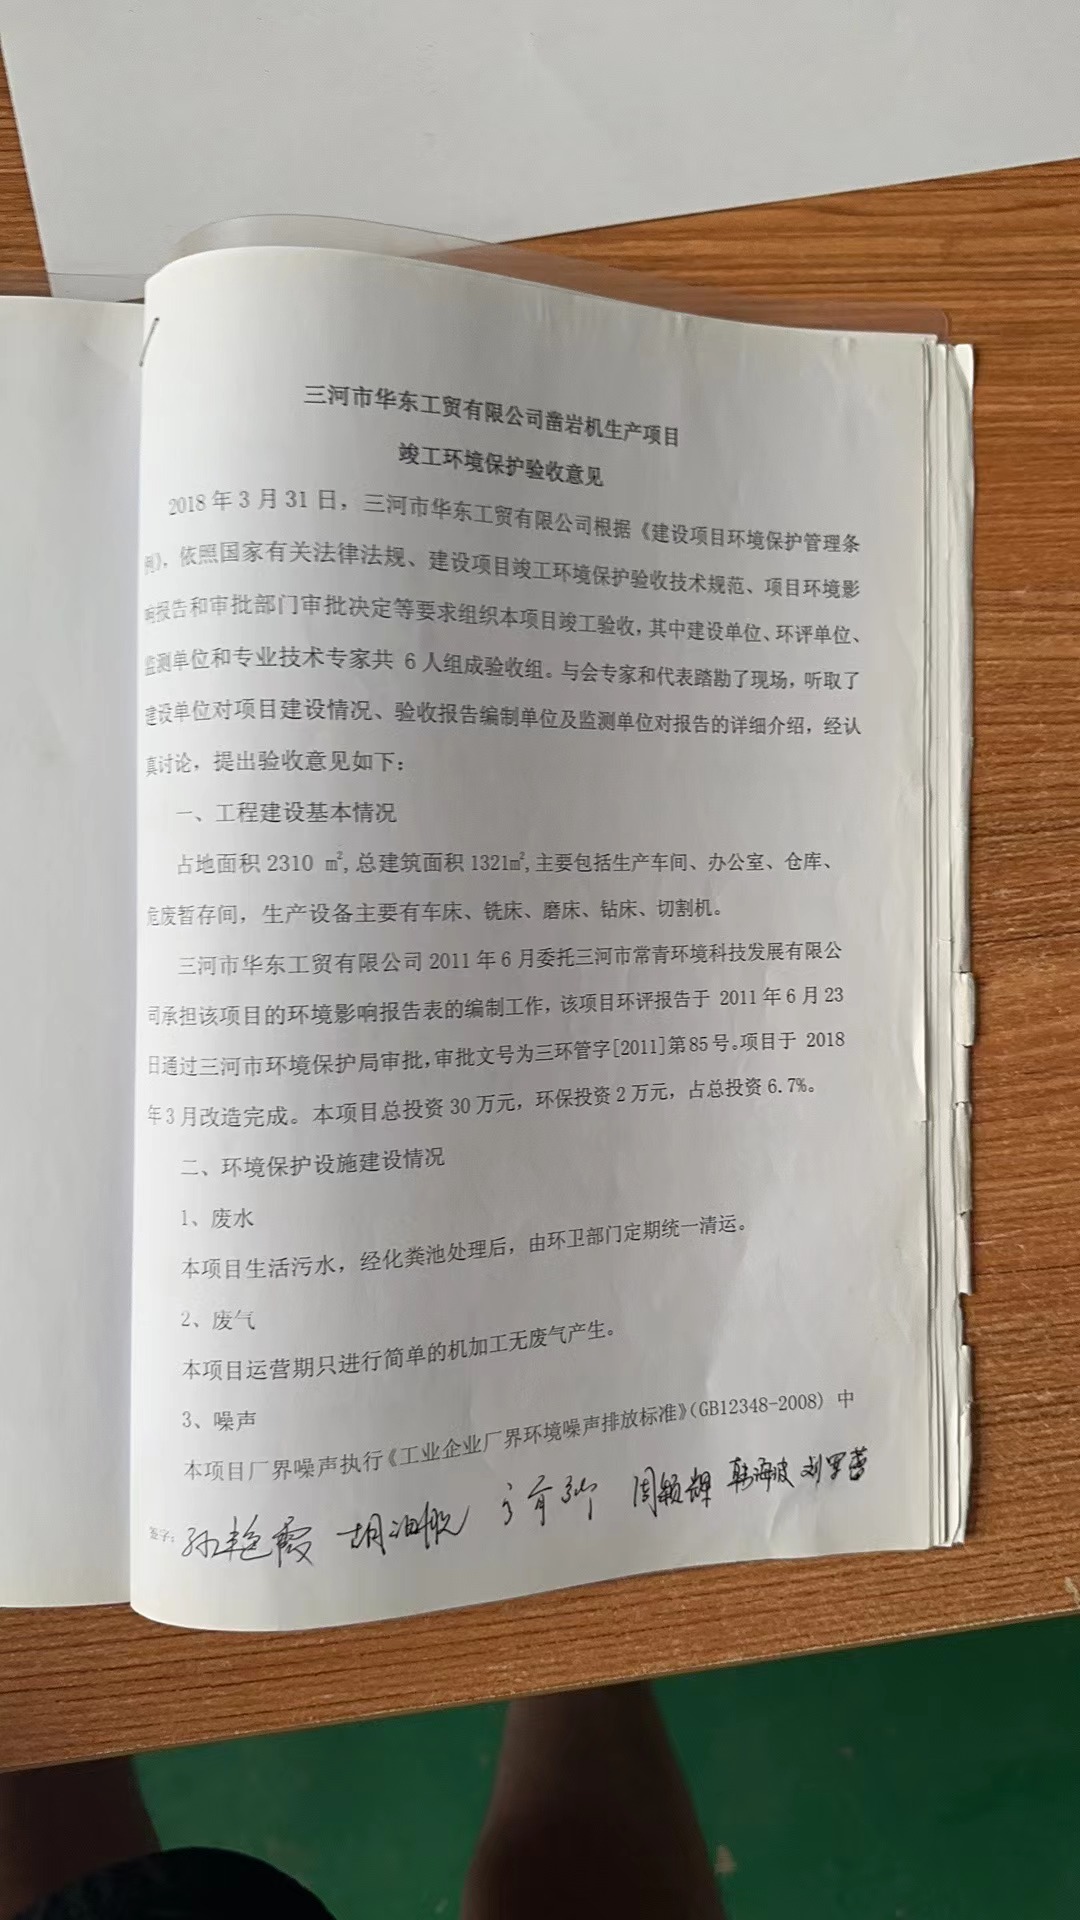 三河市华东工贸有限公司凿岩机生产项目
竣工环境保护验收意见
2018年3月31日，三河市华东工贸有限公司根据《建设项目环境保护管理条
例》，依照国家有关法律法规、建设项目竣工环境保护验收技术规范、项目环境影
响报告和审批部门审批决定等要求组织本项目竣工验收，其中建设单位、环评单位、
监测单位和专业技术专家共 6 人组成验收组。与会专家和代表踏勘了现场，听取了
建设单位对项目建设情况、验收报告编制单位及监测单位对报告的详细介绍，经认
真讨论，提出验收意见如下：
一、工程建设基本情况
占地面积2310 ㎡,总建筑面积1321㎡,主要包括生产车间、办公室、仓库、
危废暂存间，生产设备主要有车床、铣床、磨床、钻床、切割机。
三河市华东工贸有限公司2011年6月委托三河市常青环境科技发展有限公
司承担该项目的环境影响报告表的编制工作，该项目环评报告于 2011年6月23
日通过三河市环境保护局审批，审批文号为三环管字[2011]第85号。项目于 2018
年3月改造完成。本项目总投资30万元，环保投资2万元，占总投资6.7%。
二、环境保护设施建设情况
1、废水
本项目生活污水，经化粪池处理后，由环卫部门定期统一清运。
2、废气
本项目运营期只进行简单的机加工无废气产生。
3、噪声
本项目厂界噪声执行《工业企业厂界环境噪声排放标准》(GB12348-2008) 中
签字：孙艳霞 周颖辉 韩海波